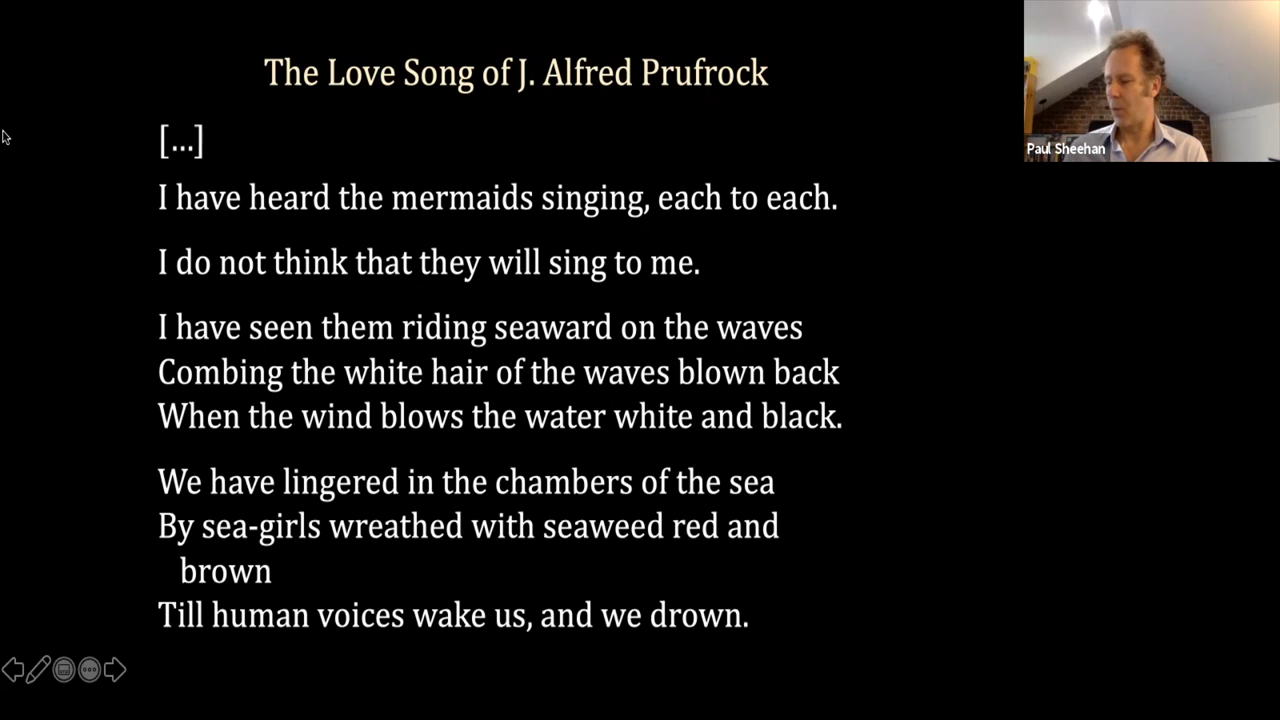 The Love Song of J. Alfred Prufrock
[...]
I have heard the mermaids singing, each to each.
I do not think that they will sing to me.
I have seen them riding seaward on the waves
Combing the white hair of the waves blown back
When the wind blows the water white and black.
We have lingered in the chambers of the sea
By sea-girls wreathed with seaweed red and
brown
Till human voices wake us, and we drown.
Paul Sheehan